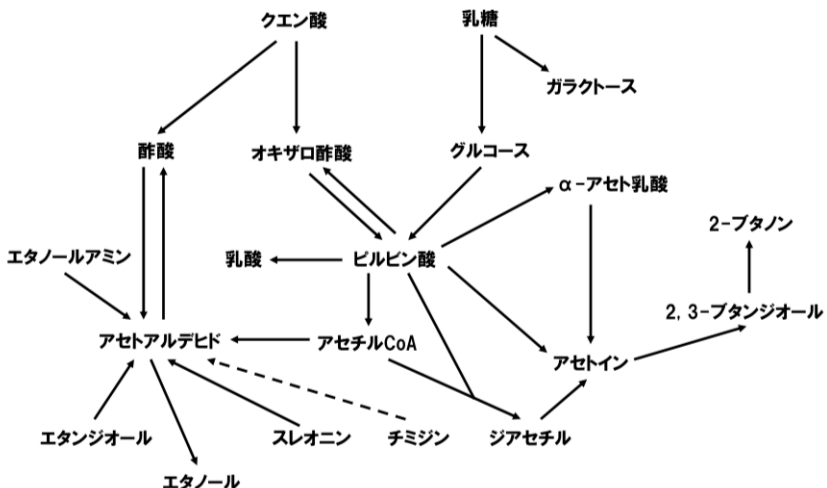 クエン酸
乳糖
ガラクトース
酢酸
オキザロ酢酸
グルコース
α-アセト乳酸
2-ブタノン
エタノールアミン
乳酸
ピルビン酸
2,3-ブタンジオール
アセトアルデヒド
アセチルCoA
アセトイン
エタンジオール
スレオニン
チミジン
ジアセチル
エタノール